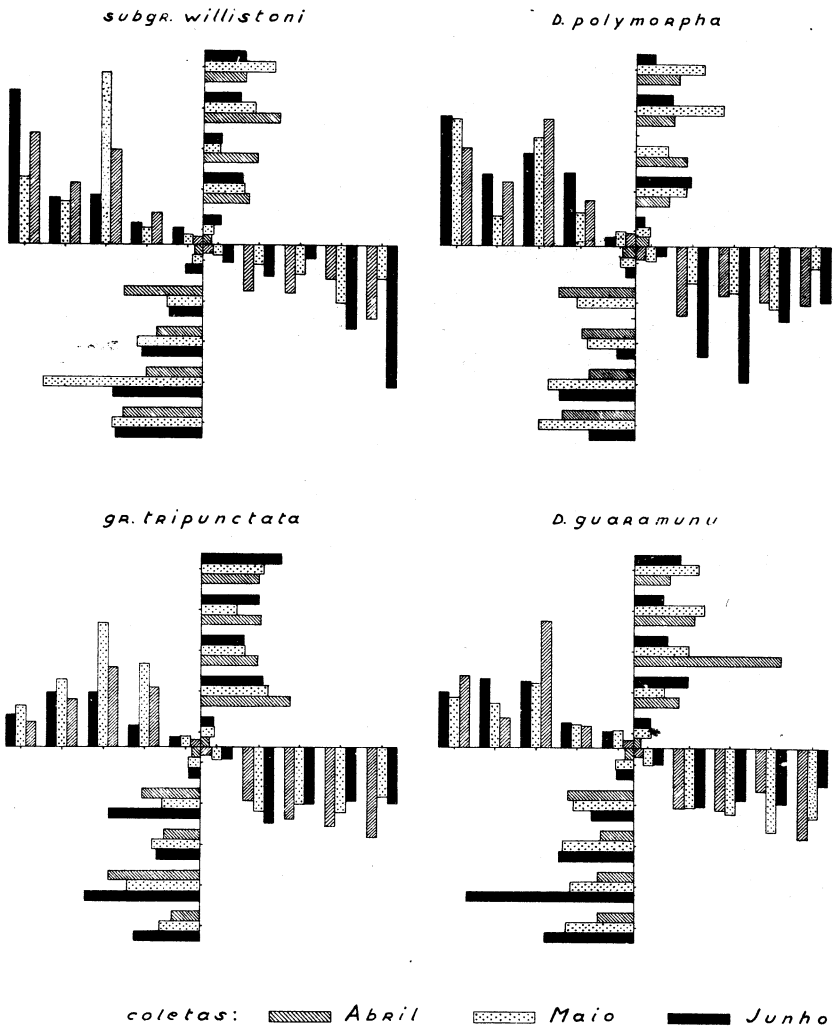 subgr. willistoni
D. polymorpha
gr. tripunctata
D. guaramunu
coletas: Abril Maio Junho